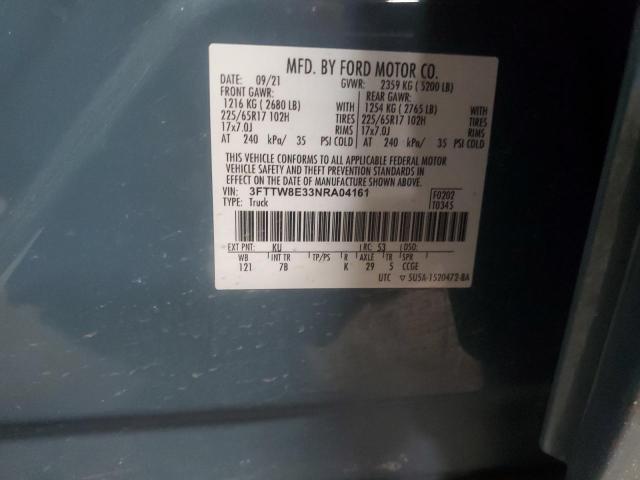 MFD. BY FORD MOTOR CO.
DATE: 09/21 GVWR: 2359 KG ( 5200 LB)
FRONT GAWR: REAR GAWR:
1216 KG ( 2680 LB) WITH 1254 KG ( 2765 LB) WITH
225/65R17 102H TIRES 225/65R17 102H TIRES
17x7.0J RIMS 17x7.0J RIMS
AT 240 kPa/ 35 PSI COLD AT 240 kPa/ 35 PSI COLD
THIS VEHICLE CONFORMS TO ALL APPLICABLE FEDERAL MOTOR
VEHICLE SAFETY AND THEFT PREVENTION STANDARDS IN
EFFECT ON THE DATE OF MANUFACTURE SHOWN ABOVE.
VIN: 3FTTW8E33NRA04161 F0202
TYPE: Truck T0345
EXT PNT: KU RC: 53 DSO:
WB INT TR TP/PS R AXLE TR SPR
121 7B K 29 5 CCGE
UTC ▽ 5U5A-1520472-BA